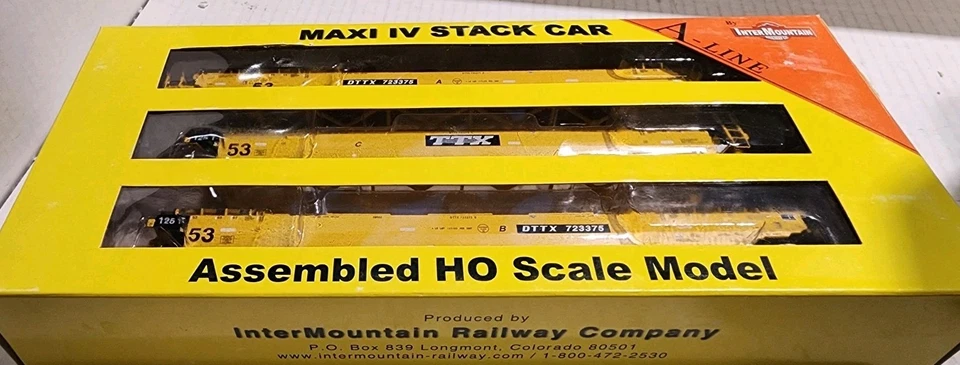 MAXI IV STACK CAR
A-LINE
By
INTERMOUNTAIN
53
DTTX 723375
A
53
C
TTX
125
53
B
DTTX 723375
Assembled HO Scale Model
Produced by
InterMountain Railway Company
P.O. Box 839 Longmont, Colorado 80501
www.intermountain-railway.com / 1-800-472-2530